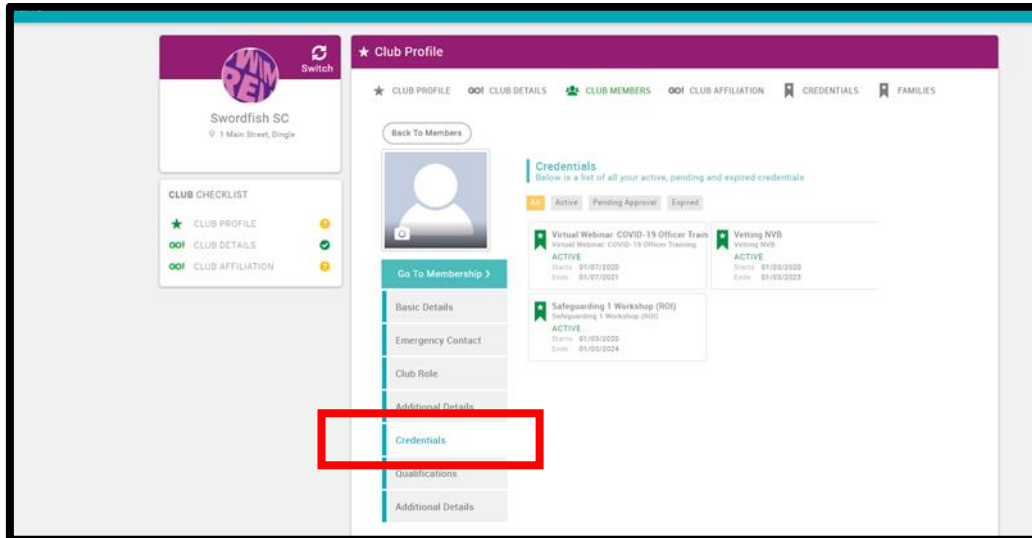 Switch
Swordfish SC
1 Main Street, Dingle
CLUB CHECKLIST
CLUB PROFILE
GO! CLUB DETAILS
GO! CLUB AFFILIATION
Club Profile
CLUB PROFILE GO! CLUB DETAILS CLUB MEMBERS GO! CLUB AFFILIATION CREDENTIALS FAMILIES
Back To Members
Go To Membership
Basic Details
Emergency Contact
Club Role
Additional Details
Credentials
Qualifications
Additional Details
Credentials
Below is a list of all your active, pending and expired credentials
All Active Pending Approval Expired
Virtual Webinar: COVID-19 Officer Train
Virtual Webinar: COVID-19 Officer Training
ACTIVE
Starts 01/07/2020
Ends 01/07/2021
Vetting NVB
Vetting NVB
ACTIVE
Starts 01/03/2020
Ends 01/03/2023
Safeguarding 1 Workshop (ROI)
Safeguarding 1 Workshop (ROI)
ACTIVE
Starts 01/03/2020
Ends 01/03/2024